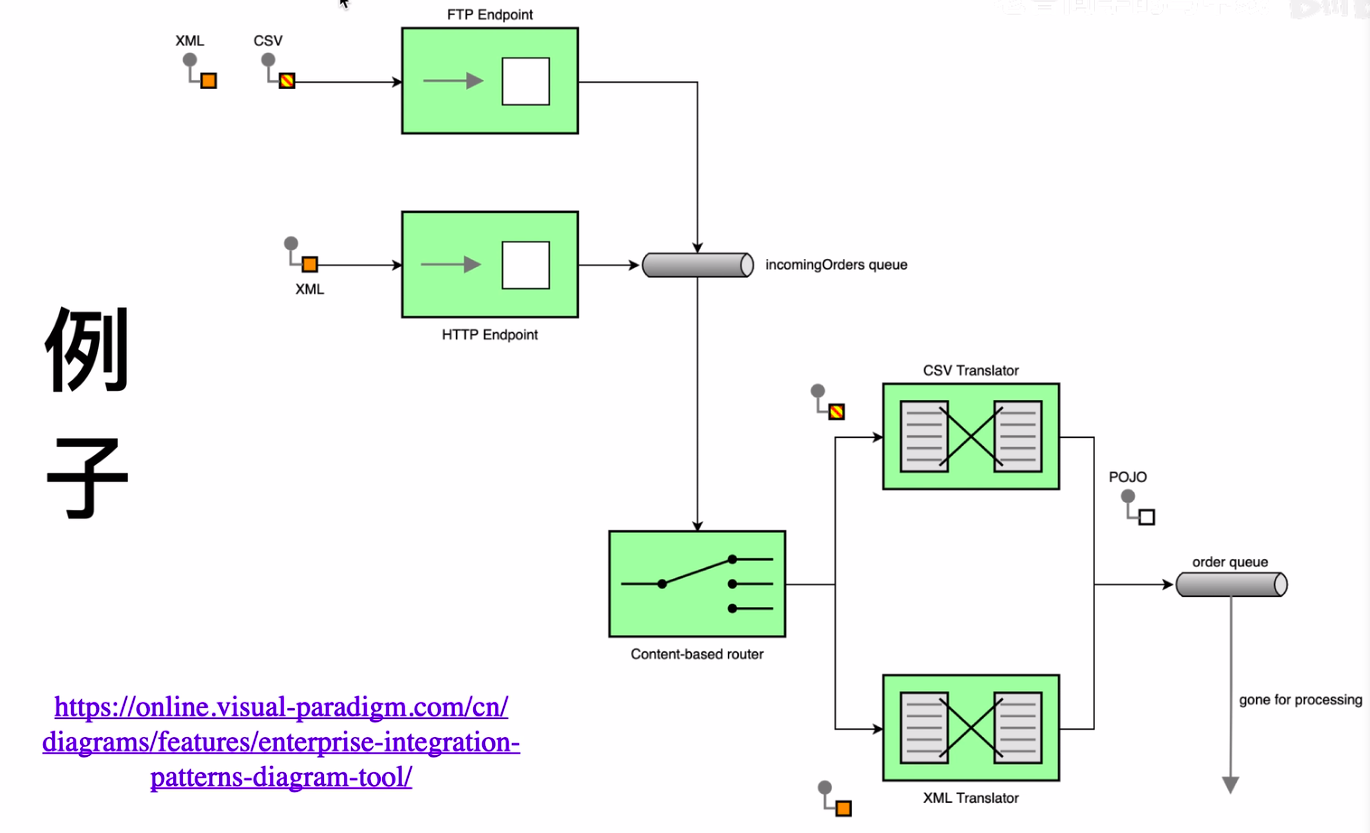 FTP Endpoint
XML
CSV
incomingOrders queue
XML
HTTP Endpoint
例
子
CSV Translator
POJO
order queue
Content-based router
gone for processing
XML Translator
https://online.visual-paradigm.com/cn/
diagrams/features/enterprise-integration-
patterns-diagram-tool/